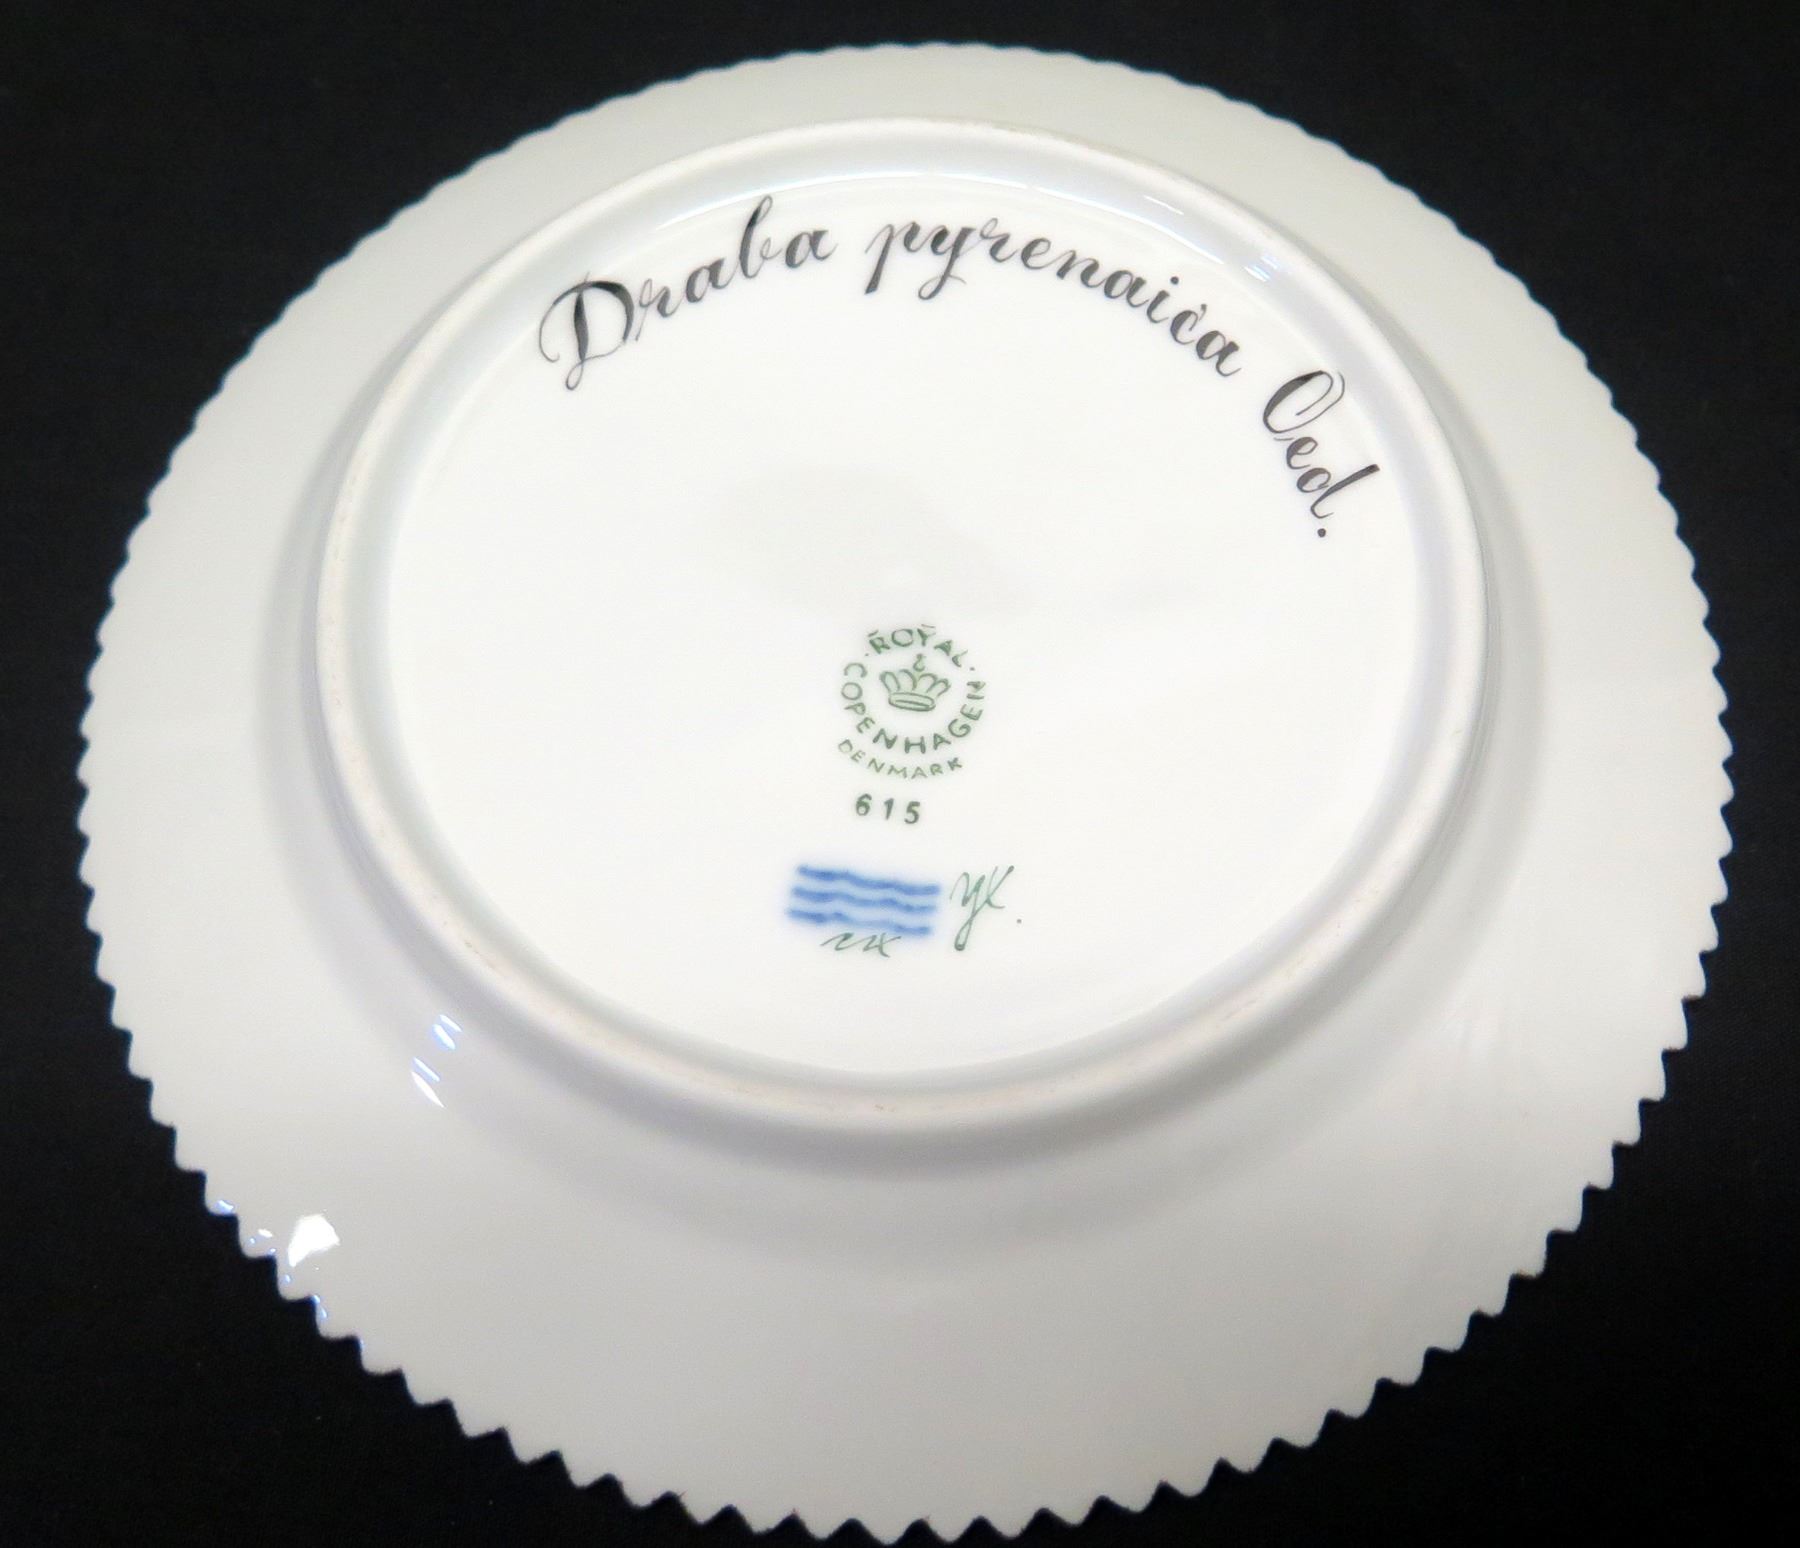 Draba pyrenaica Oed.
ROYAL
COPENHAGEN
DENMARK
615